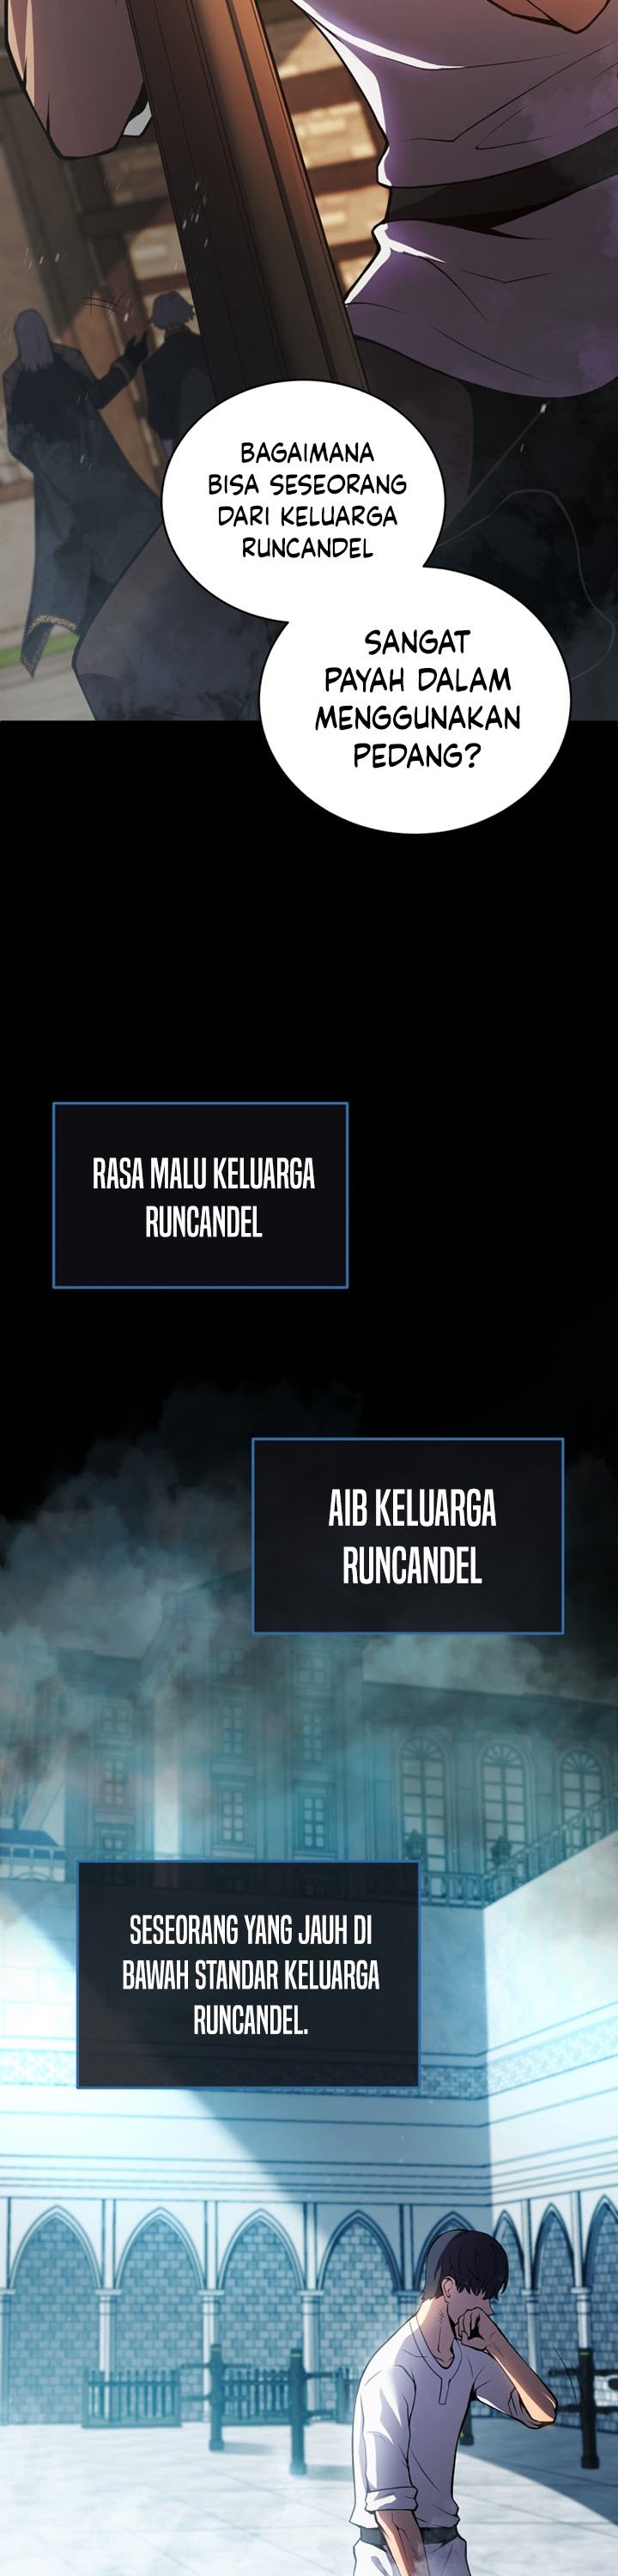 BAGAIMANA
BISA SESEORANG
DARI KELUARGA
RUNCANDEL
SANGAT
PAYAH DALAM
MENGGUNAKAN
PEDANG?
RASA MALU KELUARGA
RUNCANDEL
AIB KELUARGA
RUNCANDEL
SESEORANG YANG JAUH DI
BAWAH STANDAR KELUARGA
RUNCANDEL.